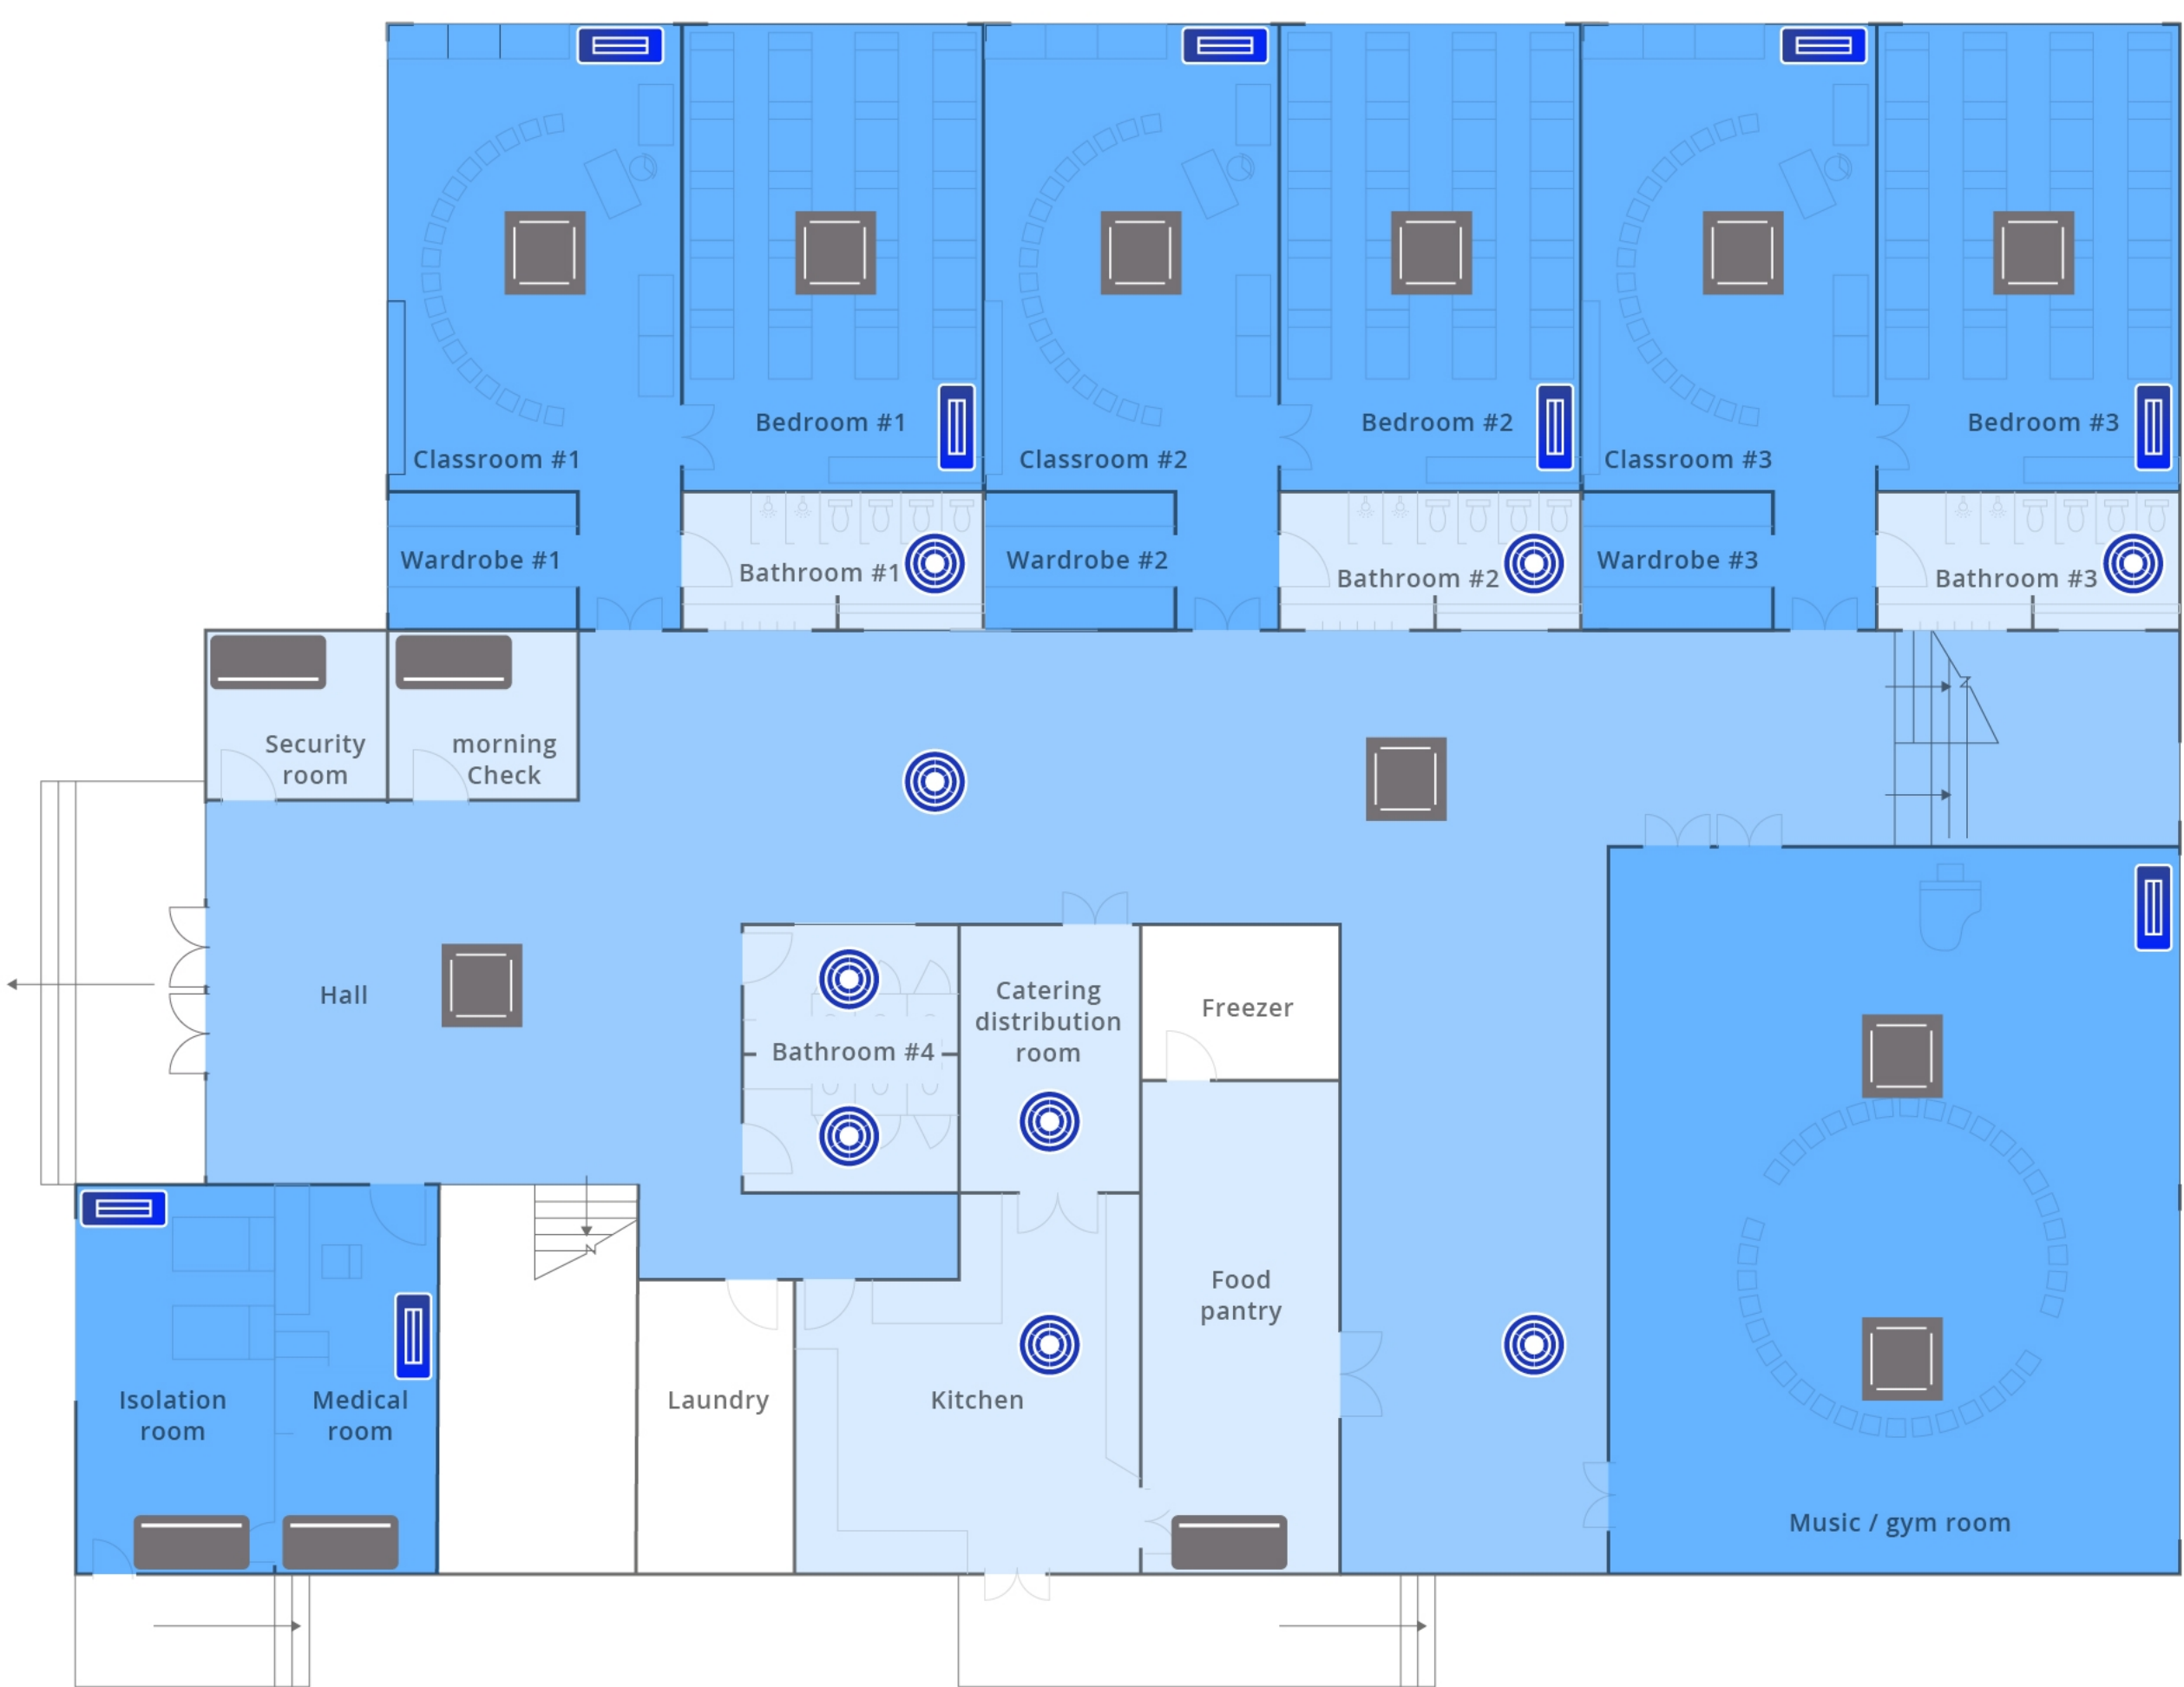 Bedroom #1
Bedroom #2
Bedroom #3
Classroom #1
Classroom #2
Classroom #3
Wardrobe #1
Bathroom #1
Wardrobe #2
Bathroom #2
Wardrobe #3
Bathroom #3
Security
room
morning
Check
Hall
Bathroom #4
Catering
distribution
room
Freezer
Food
pantry
Isolation
room
Medical
room
Laundry
Kitchen
Music / gym room